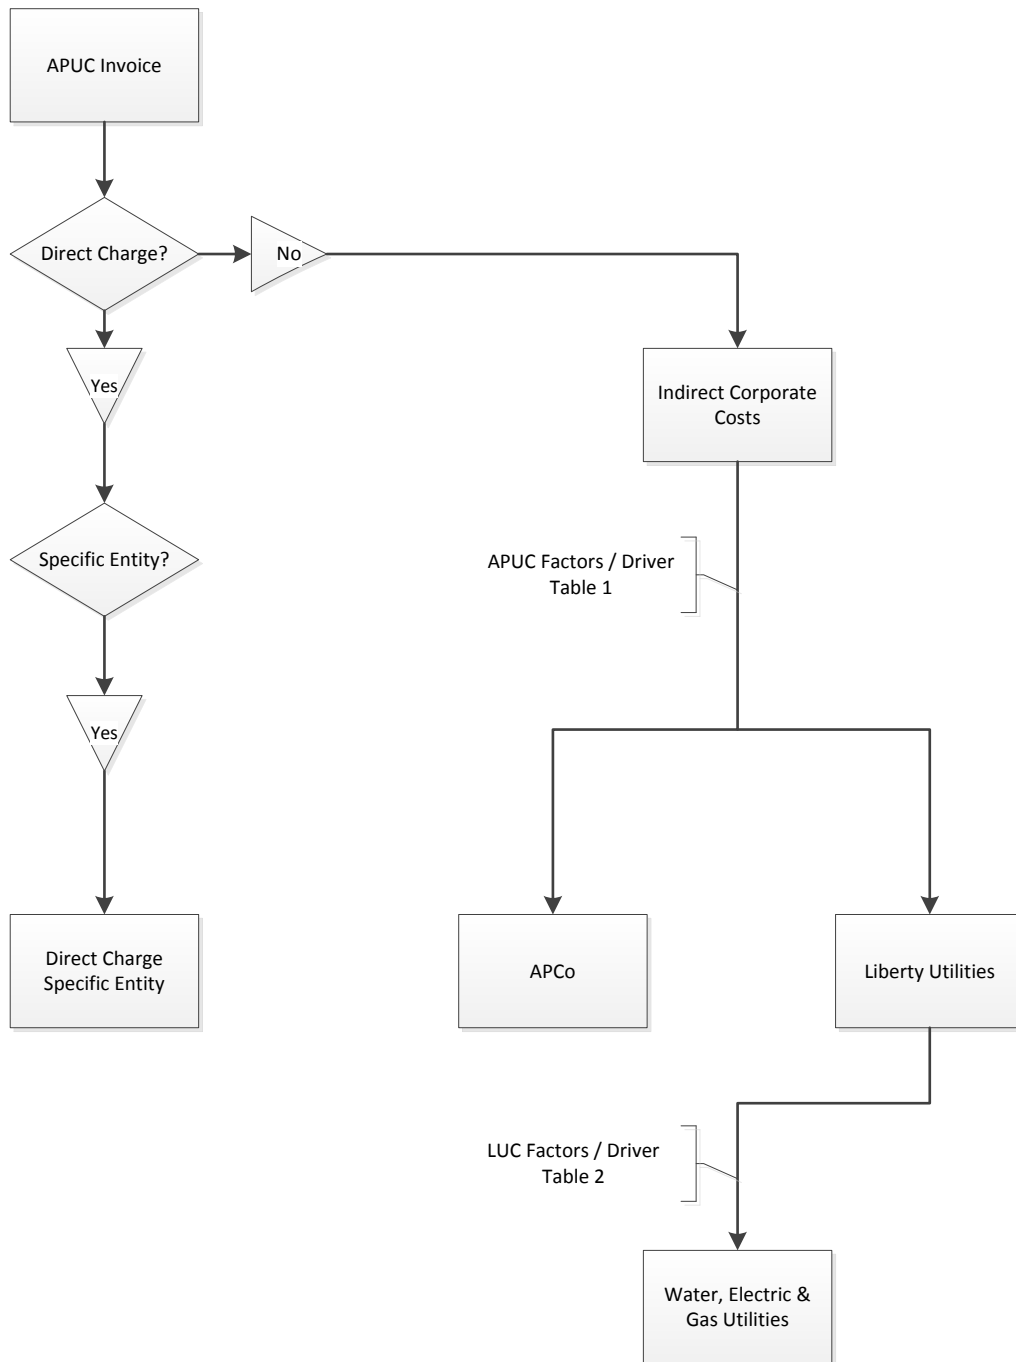 APUC Invoice
Direct Charge?
No
Yes
Indirect Corporate
Costs
Specific Entity?
APUC Factors / Driver
Table 1
Yes
Direct Charge
Specific Entity
APCo
Liberty Utilities
LUC Factors / Driver
Table 2
Water, Electric &
Gas Utilities